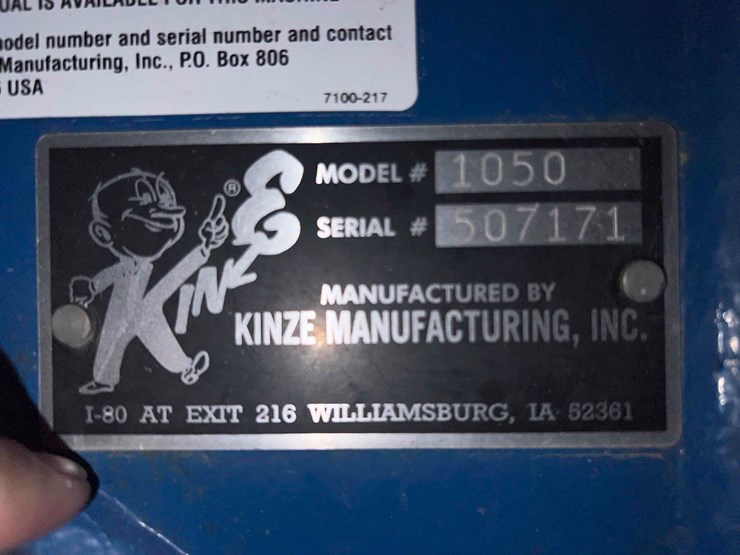 model number and serial number and contact
Manufacturing, Inc., P.O. Box 806
USA
7100-217
KINZE ®
MODEL # 1050
SERIAL # 507171
MANUFACTURED BY
KINZE MANUFACTURING, INC.
I-80 AT EXIT 216 WILLIAMSBURG, IA 52361